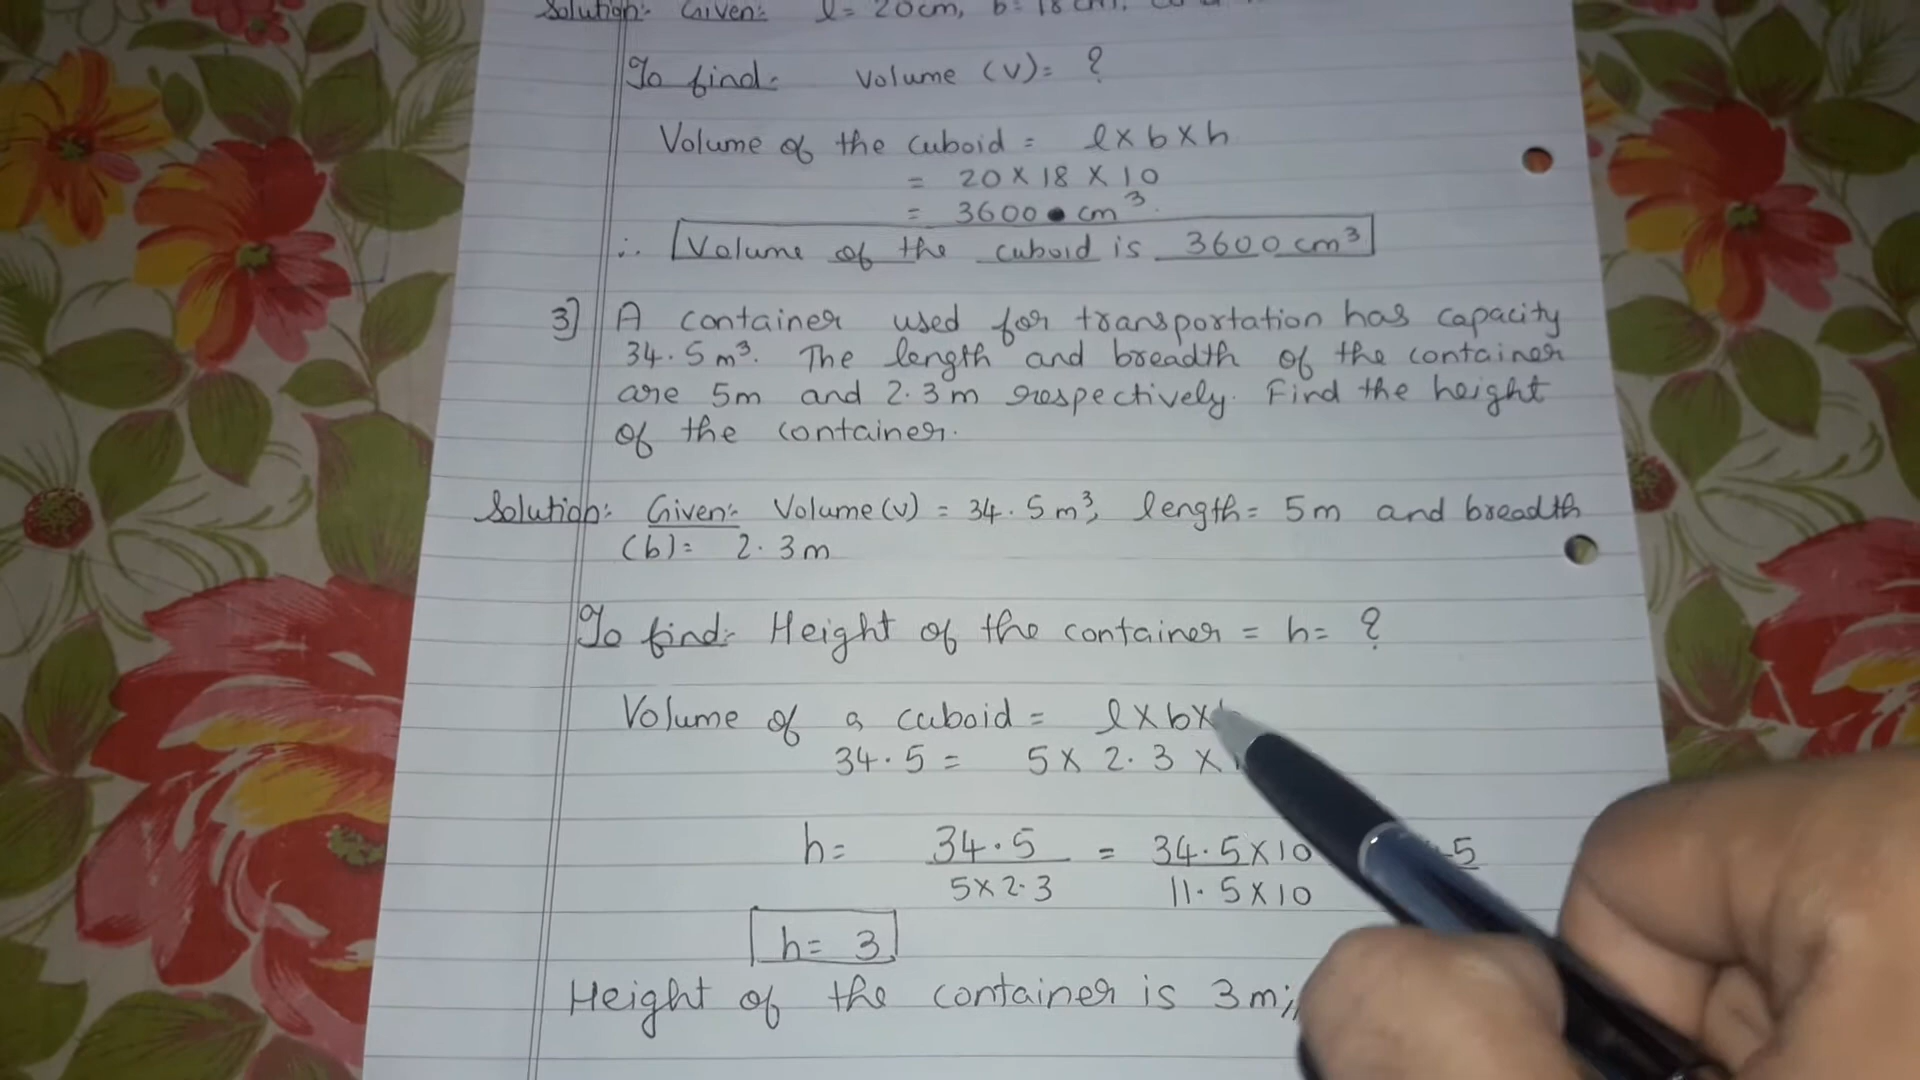 Solution:- Given:- l = 20cm, b = 18 cm,
To find:- Volume (V) = ?
Volume of the cuboid = l × b × h
= 20 × 18 × 10
= 3600 cm³.
∴ Volume of the cuboid is 3600 cm³
3] A container used for transportation has capacity
34.5 m³. The length and breadth of the container
are 5m and 2.3 m respectively. Find the height
of the container.
Solution:- Given:- Volume (v) = 34.5 m³, length = 5m and breadth
(b) = 2.3 m
To find:- Height of the container = h = ?
Volume of a cuboid = l × b ×
34.5 = 5 × 2.3 ×
h = 34.5 = 34.5 × 10
5 × 2.3 11.5 × 10
h = 3
Height of the container is 3m;